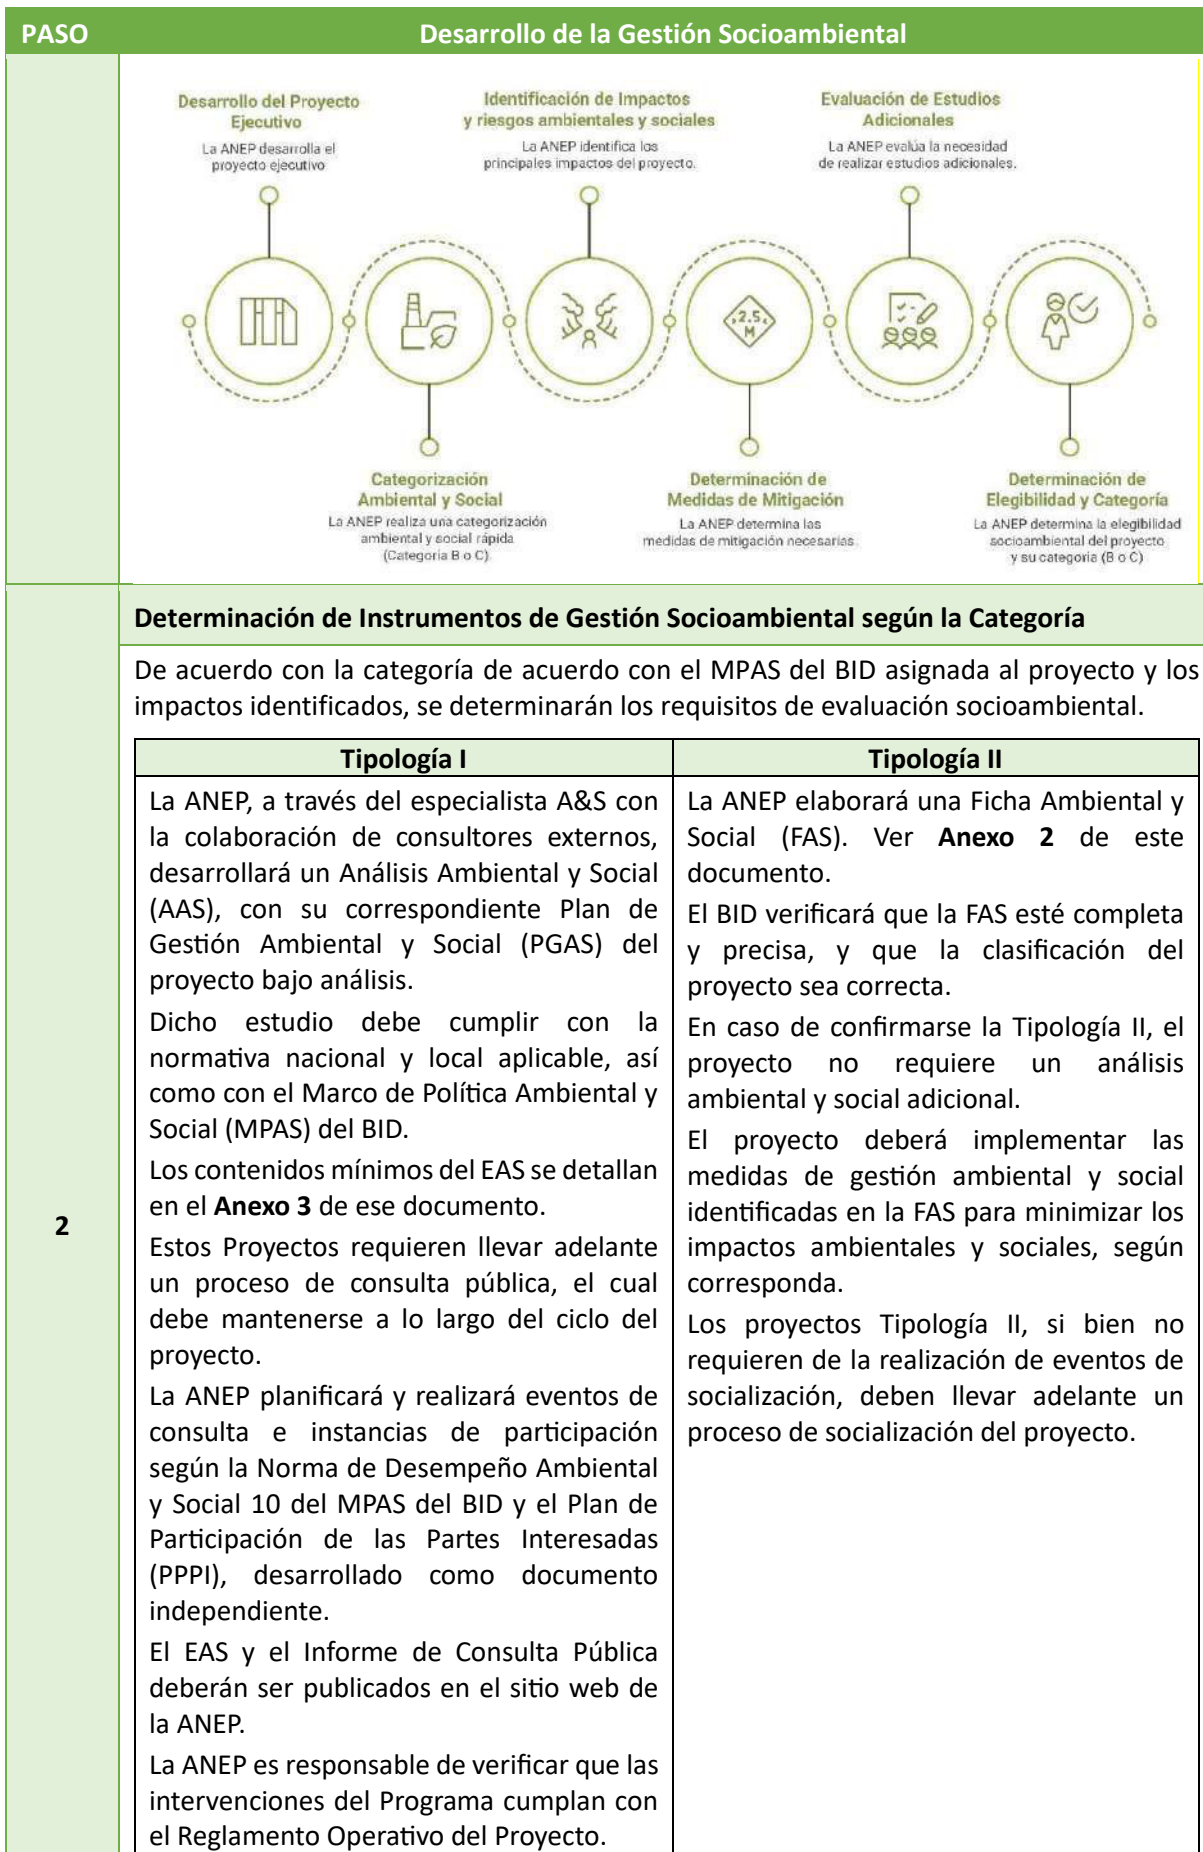 PASO Desarrollo de la Gestión Socioambiental
Desarrollo del Proyecto
Ejecutivo
La ANEP desarrolla el
proyecto ejecutivo
Identificación de Impactos
y riesgos ambientales y sociales
La ANEP identifica los
principales impactos del proyecto.
Evaluación de Estudios
Adicionales
La ANEP evalúa la necesidad
de realizar estudios adicionales.
2.5
M
Categorización
Ambiental y Social
La ANEP realiza una categorización
ambiental y social rápida
(Categoría B o C)
Determinación de
Medidas de Mitigación
La ANEP determina las
medidas de mitigación necesarias.
Determinación de
Elegibilidad y Categoría
La ANEP determina la elegibilidad
socioambiental del proyecto
y su categoría (B o C)
2
Determinación de Instrumentos de Gestión Socioambiental según la Categoría
De acuerdo con la categoría de acuerdo con el MPAS del BID asignada al proyecto y los
impactos identificados, se determinarán los requisitos de evaluación socioambiental.
Tipología I
La ANEP, a través del especialista A&S con
la colaboración de consultores externos,
desarrollará un Análisis Ambiental y Social
(AAS), con su correspondiente Plan de
Gestión Ambiental y Social (PGAS) del
proyecto bajo análisis.
Dicho estudio debe cumplir con la
normativa nacional y local aplicable, así
como con el Marco de Política Ambiental y
Social (MPAS) del BID.
Los contenidos mínimos del EAS se detallan
en el Anexo 3 de ese documento.
Estos Proyectos requieren llevar adelante
un proceso de consulta pública, el cual
debe mantenerse a lo largo del ciclo del
proyecto.
La ANEP planificará y realizará eventos de
consulta e instancias de participación
según la Norma de Desempeño Ambiental
y Social 10 del MPAS del BID y el Plan de
Participación de las Partes Interesadas
(PPPI), desarrollado como documento
independiente.
El EAS y el Informe de Consulta Pública
deberán ser publicados en el sitio web de
la ANEP.
La ANEP es responsable de verificar que las
intervenciones del Programa cumplan con
el Reglamento Operativo del Proyecto.
Tipología II
La ANEP elaborará una Ficha Ambiental y
Social (FAS). Ver Anexo 2 de este
documento.
El BID verificará que la FAS esté completa
y precisa, y que la clasificación del
proyecto sea correcta.
En caso de confirmarse la Tipología II, el
proyecto no requiere un análisis
ambiental y social adicional.
El proyecto deberá implementar las
medidas de gestión ambiental y social
identificadas en la FAS para minimizar los
impactos ambientales y sociales, según
corresponda.
Los proyectos Tipología II, si bien no
requieren de la realización de eventos de
socialización, deben llevar adelante un
proceso de socialización del proyecto.